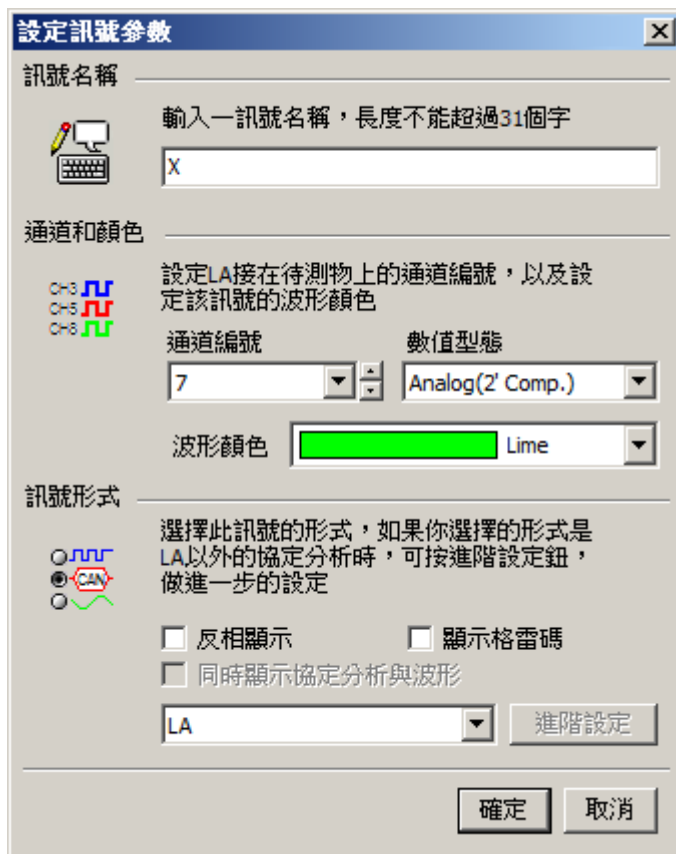 設定訊號參數
訊號名稱
輸入一訊號名稱，長度不能超過31個字
X
通道和顏色
CH3
CH5
CH8
設定LA接在待測物上的通道編號，以及設
定該訊號的波形顏色
通道編號 數值型態
7 Analog(2' Comp.)
波形顏色 Lime
訊號形式
選擇此訊號的形式，如果你選擇的形式是
LA以外的協定分析時，可按進階設定鈕，
做進一步的設定
CAN
反相顯示 顯示格雷碼
同時顯示協定分析與波形
LA 進階設定
確定 取消